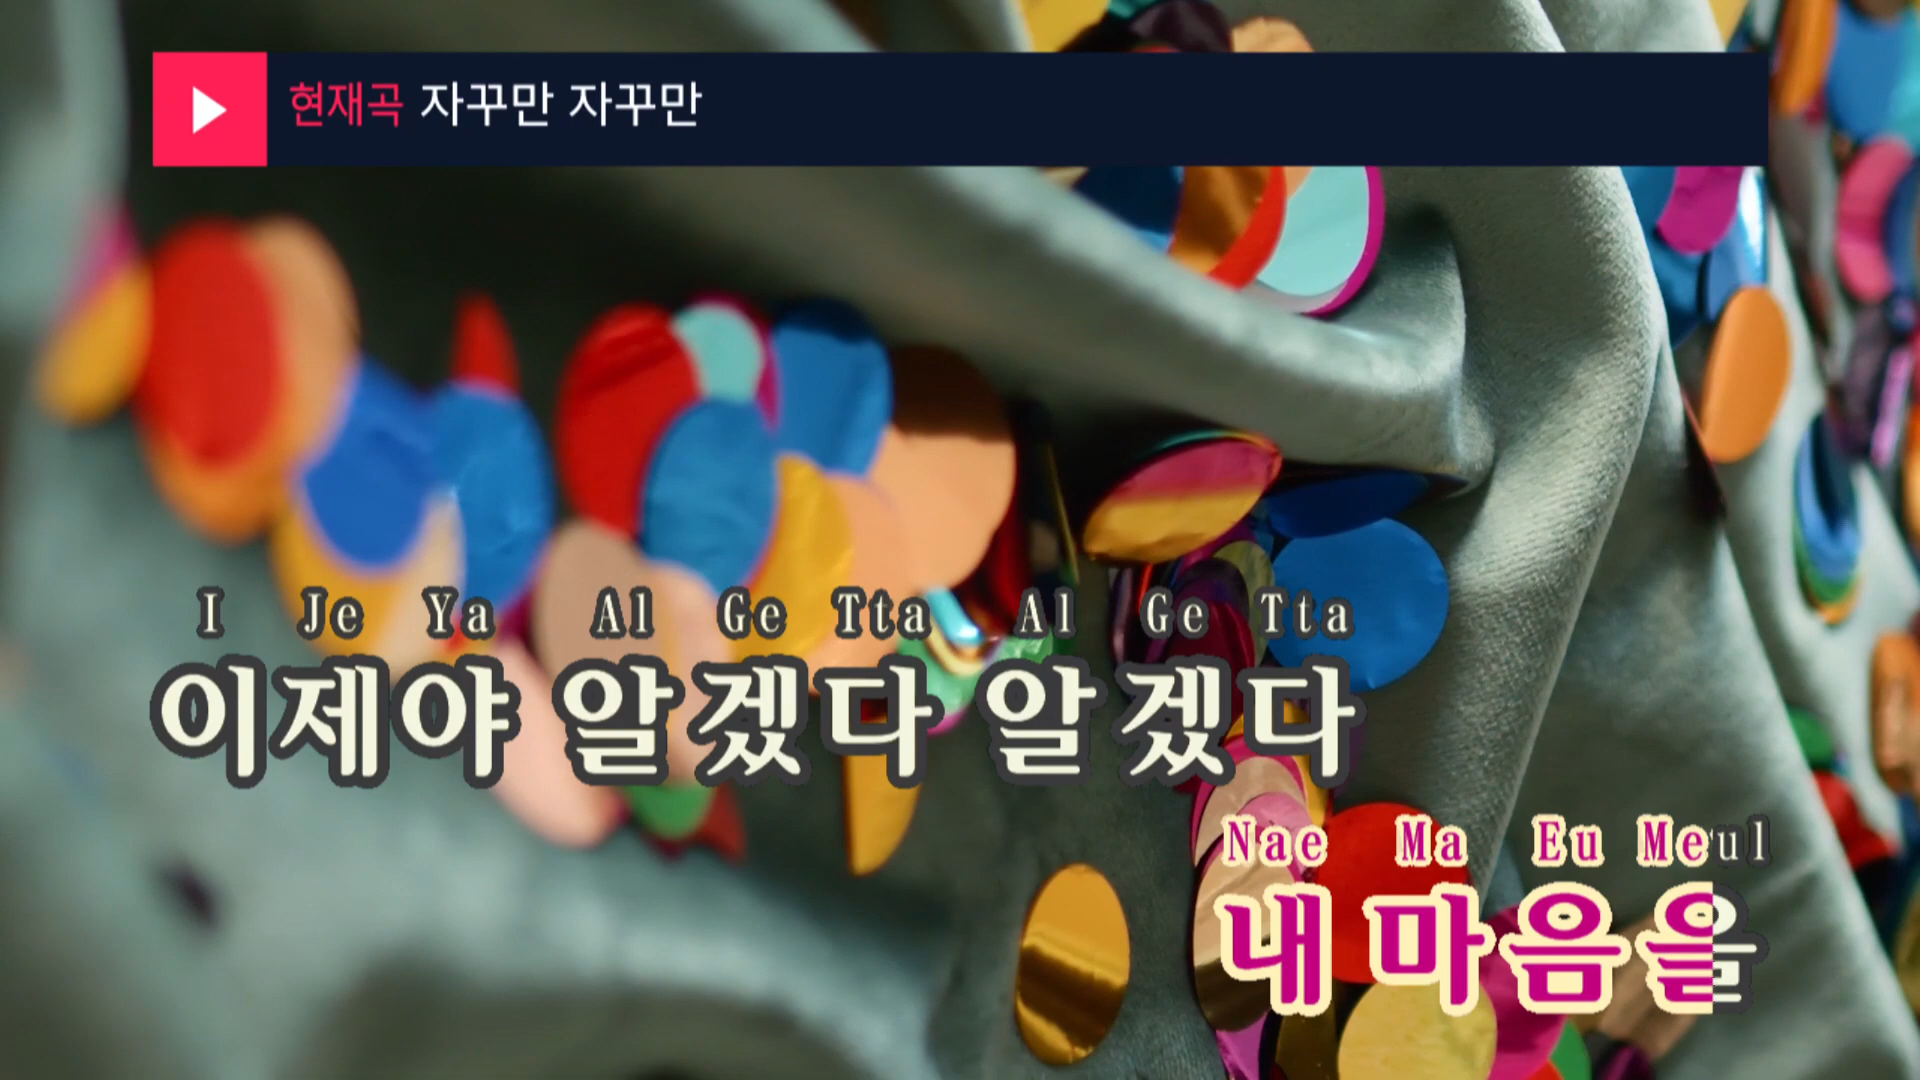 현재곡 자꾸만 자꾸만
I Je Ya Al Ge Tta Al Ge Tta
이제야 알겠다 알겠다
Nae Ma Eu Meul
내 마음을